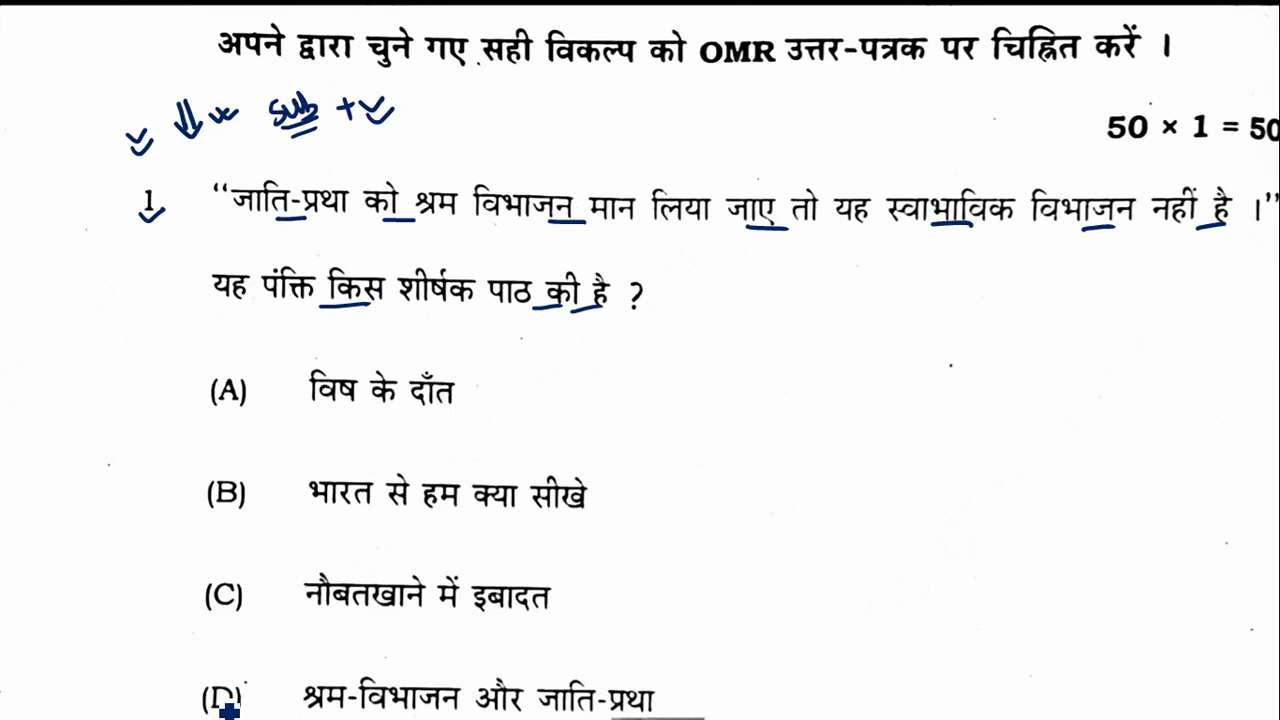 अपने द्वारा चुने गए सही विकल्प को OMR उत्तर-पत्रक पर चिह्नित करें ।
sub +
50 × 1 = 50
1 “जाति-प्रथा को श्रम विभाजन मान लिया जाए तो यह स्वाभाविक विभाजन नहीं है ।”
यह पंक्ति किस शीर्षक पाठ की है ?
(A) विष के दाँत
(B) भारत से हम क्या सीखे
(C) नौबतखाने में इबादत
(D) श्रम-विभाजन और जाति-प्रथा